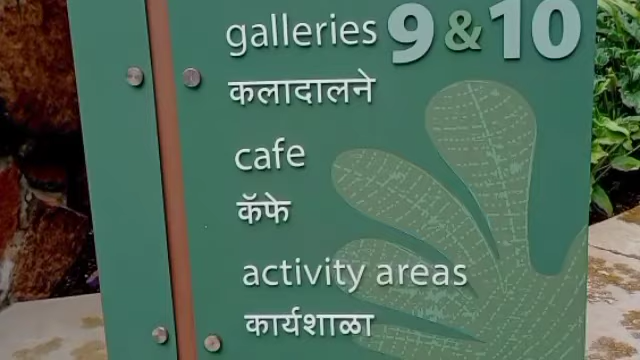 galleries 9 & 10
कलादालने
cafe
कॅफे
activity areas
कार्यशाळा